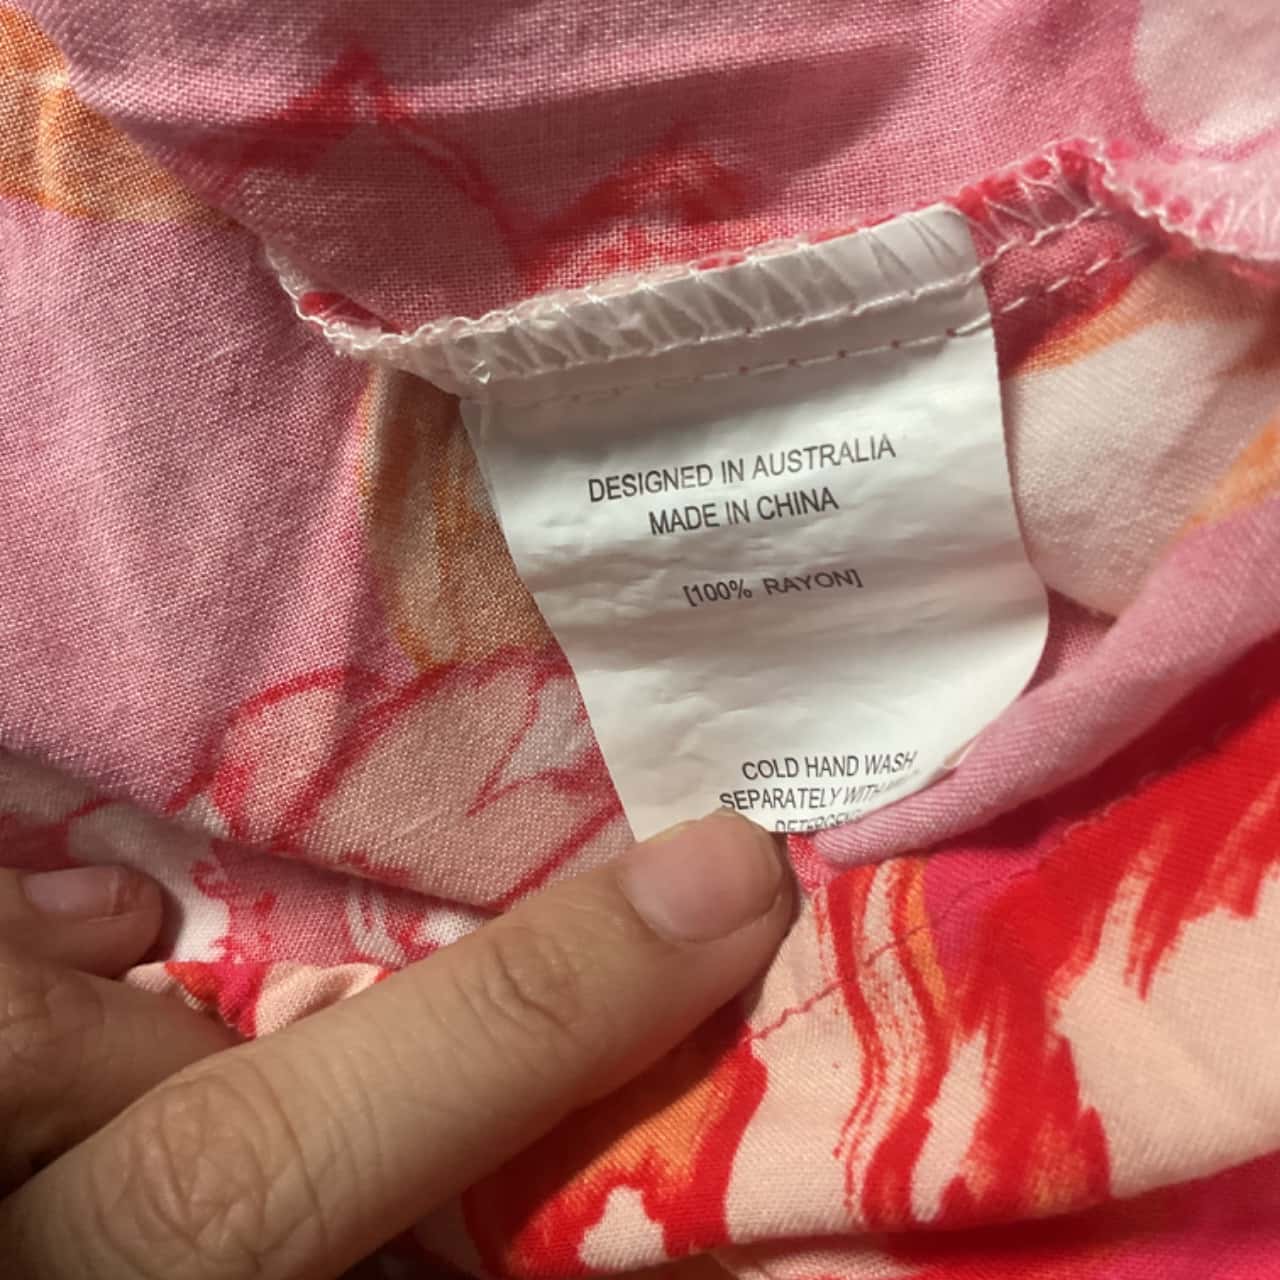 DESIGNED IN AUSTRALIA
MADE IN CHINA
[100% RAYON]
COLD HAND WASH
SEPARATELY WITH